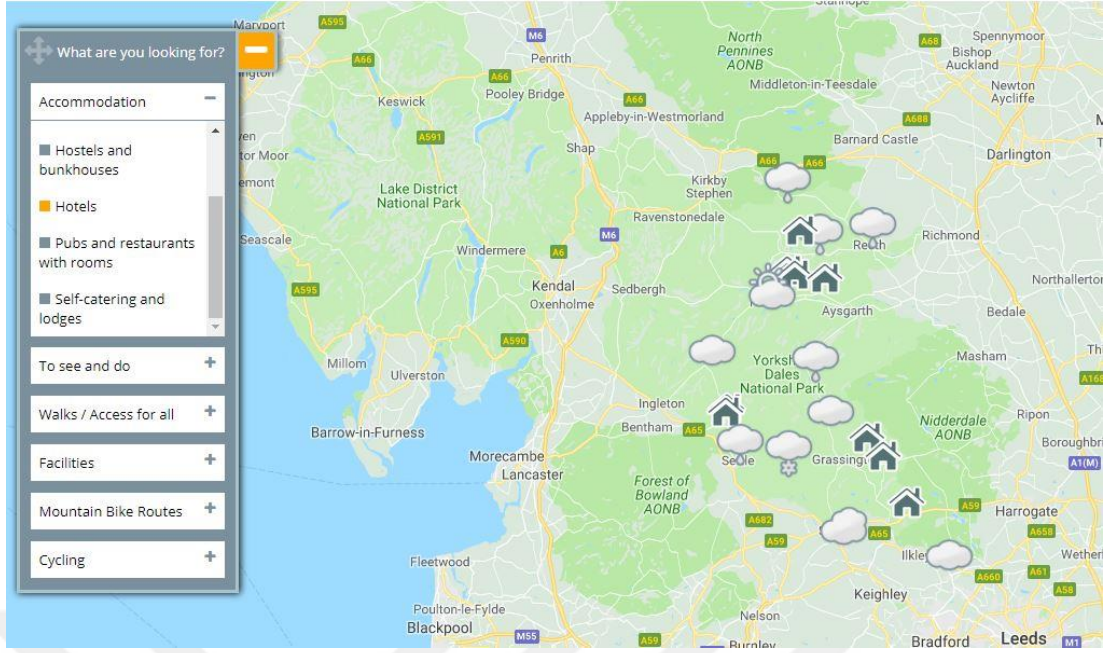 What are you looking for?
Accommodation
Hostels and
bunkhouses
Hotels
Pubs and restaurants
with rooms
Self-catering and
lodges
To see and do
Walks / Access for all
Facilities
Mountain Bike Routes
Cycling
Maryport
A595
M6
North
Pennines
AONB
A68
Spennymoor
Bishop
Auckland
A66
Penrith
A66
Pooley Bridge
Keswick
A66
Middleton-in-Teesdale
Newton
Aycliffe
Appleby-in-Westmorland
A688
A591
Shap
Barnard Castle
Darlington
A66
A66
Lake District
National Park
Kirkby
Stephen
Ravenstonedale
Seascale
M6
Richmond
Windermere
A6
A595
Kendal
Oxenholme
Sedbergh
Northallerton
Aysgarth
Bedale
A590
Millom
Ulverston
Dales
National Park
Masham
A168
Ingleton
Bentham
A65
Nidderdale
AONB
Ripon
Barrow-in-Furness
Morecambe
Lancaster
A1(M)
Forest of
Bowland
AONB
A59
Harrogate
A682
A59
A65
A658
Fleetwood
A660
A61
A58
Keighley
Poulton-le-Fylde
Blackpool
M55
Nelson
A59
Burnley
Bradford
Leeds
M1